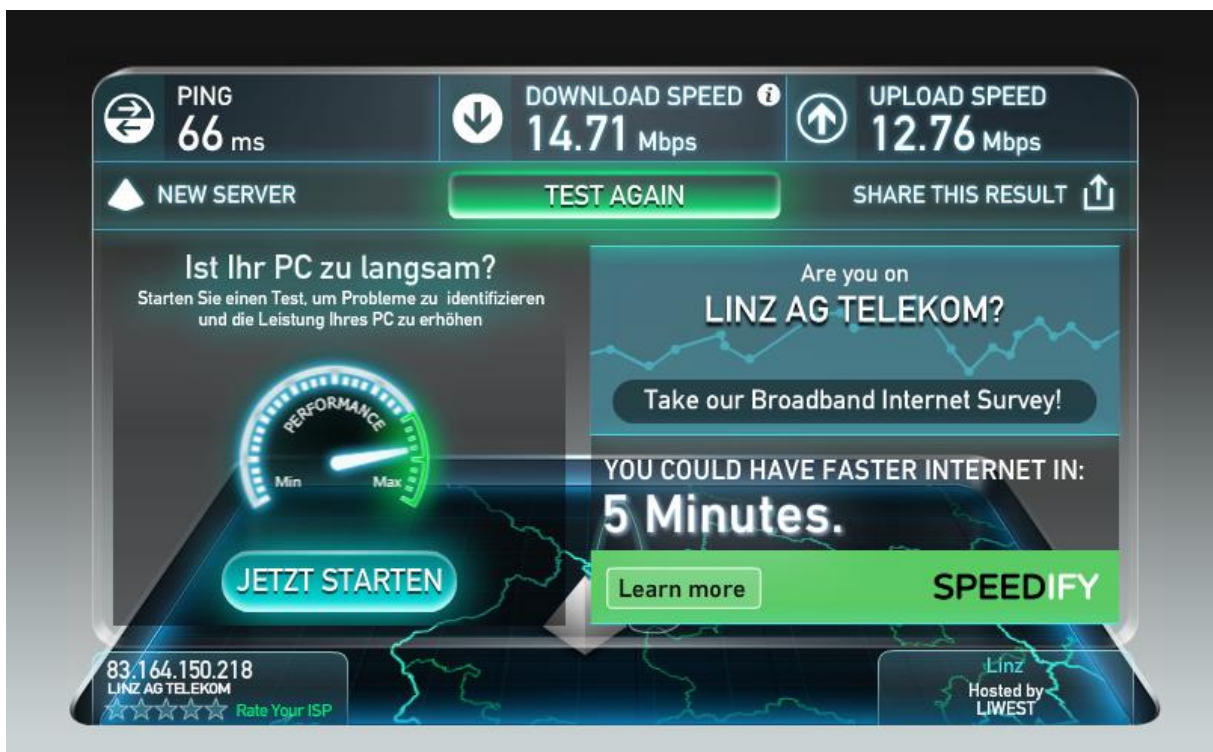 PING
66 ms
DOWNLOAD SPEED i
14.71 Mbps
UPLOAD SPEED
12.76 Mbps
NEW SERVER
TEST AGAIN
SHARE THIS RESULT
Ist Ihr PC zu langsam?
Starten Sie einen Test, um Probleme zu identifizieren
und die Leistung Ihres PC zu erhöhen
PERFORMANCE
Min Max
JETZT STARTEN
Are you on
LINZ AG TELEKOM?
Take our Broadband Internet Survey!
YOU COULD HAVE FASTER INTERNET IN:
5 Minutes.
Learn more
SPEEDIFY
83.164.150.218
LINZ AG TELEKOM
Rate Your ISP
Linz
Hosted by
LIWEST